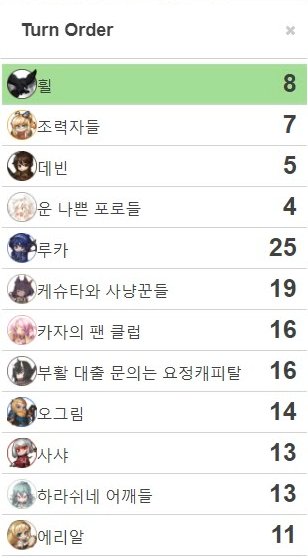 Turn Order ×
휠 8
조력자들 7
데빈 5
운 나쁜 포로들 4
루카 25
케슈타와 사냥꾼들 19
카자의 팬 클럽 16
부활 대출 문의는 요정캐피탈 16
오그림 14
사샤 13
하라쉬네 어깨들 13
에리알 11